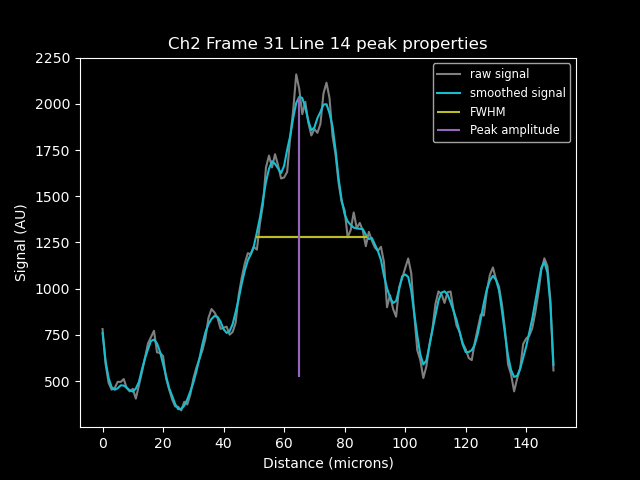 Ch2 Frame 31 Line 14 peak properties
raw signal
smoothed signal
FWHM
Peak amplitude
Signal (AU)
2250
2000
1750
1500
1250
1000
750
500
0 20 40 60 80 100 120 140
Distance (microns)